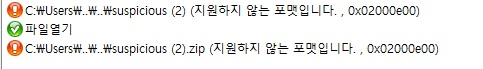 C:₩Users₩..₩..₩suspicious (2) (지원하지 않는 포맷입니다. , 0x02000e00)
파일열기
C:₩Users₩..₩..₩suspicious (2).zip (지원하지 않는 포맷입니다. , 0x02000e00)